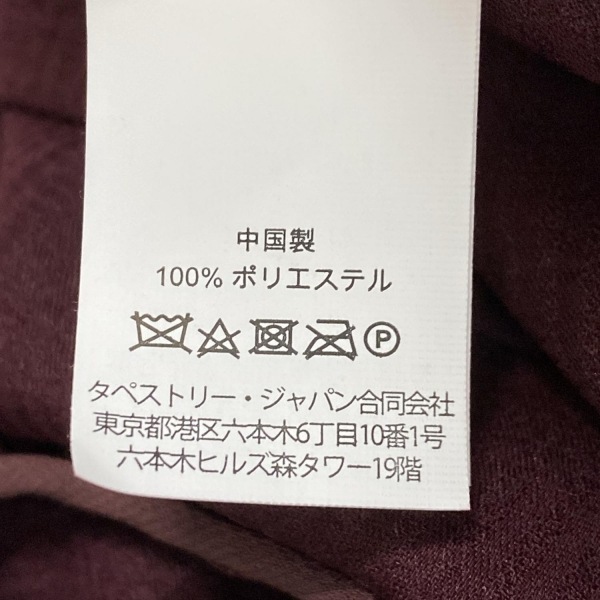 中国製
100% ポリエステル
P
タペストリー・ジャパン合同会社
東京都港区六本木6丁目10番1号
六本木ヒルズ森タワー19階